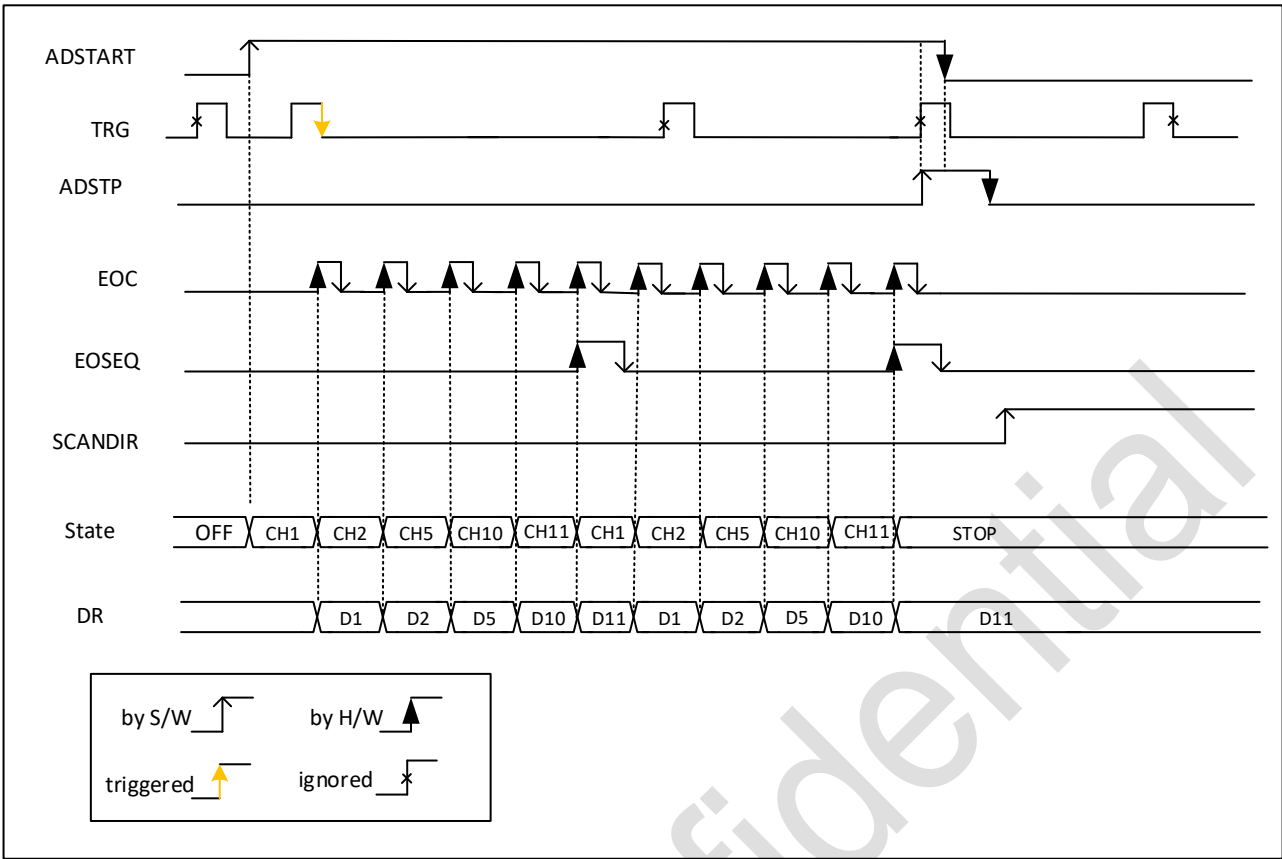 ADSTART
TRG
ADSTP
EOC
EOSEQ
SCANDIR
State OFF CH1 CH2 CH5 CH10 CH11 CH1 CH2 CH5 CH10 CH11 STOP
DR D1 D2 D5 D10 D11 D1 D2 D5 D10 D11
by S/W by H/W
triggered ignored